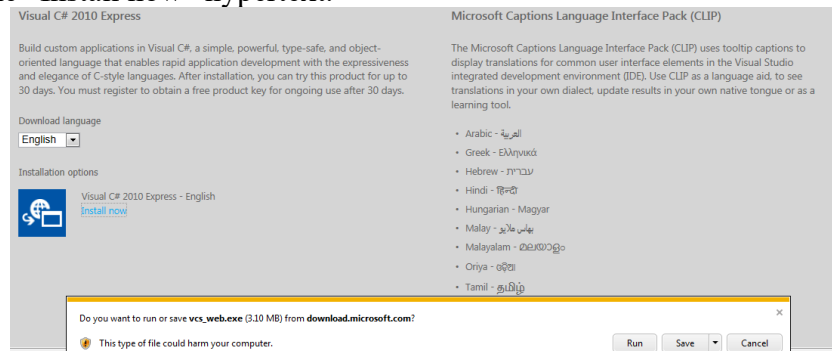 Visual C# 2010 Express
Build custom applications in Visual C#, a simple, powerful, type-safe, and object-
oriented language that enables rapid application development with the expressiveness
and elegance of C-style languages. After installation, you can try this product for up to
30 days. You must register to obtain a free product key for ongoing use after 30 days.
Download language
English
Installation options
Visual C# 2010 Express - English
Install now
Microsoft Captions Language Interface Pack (CLIP)
The Microsoft Captions Language Interface Pack (CLIP) uses tooltip captions to
display translations for common user interface elements in the Visual Studio
integrated development environment (IDE). Use CLIP as a language aid, to see
translations in your own dialect, update results in your own native tongue or as a
learning tool.
• Arabic - العربية
• Greek - Ελληνικά
• Hebrew - עברית
• Hindi - हिन्दी
• Hungarian - Magyar
• Malay - بهاس ملايو
• Malayalam - മലയാളം
• Oriya - ଓଡ଼ିଆ
• Tamil - தமிழ்
Do you want to run or save vcs_web.exe (3.10 MB) from download.microsoft.com?
This type of file could harm your computer.
Run
Save
Cancel